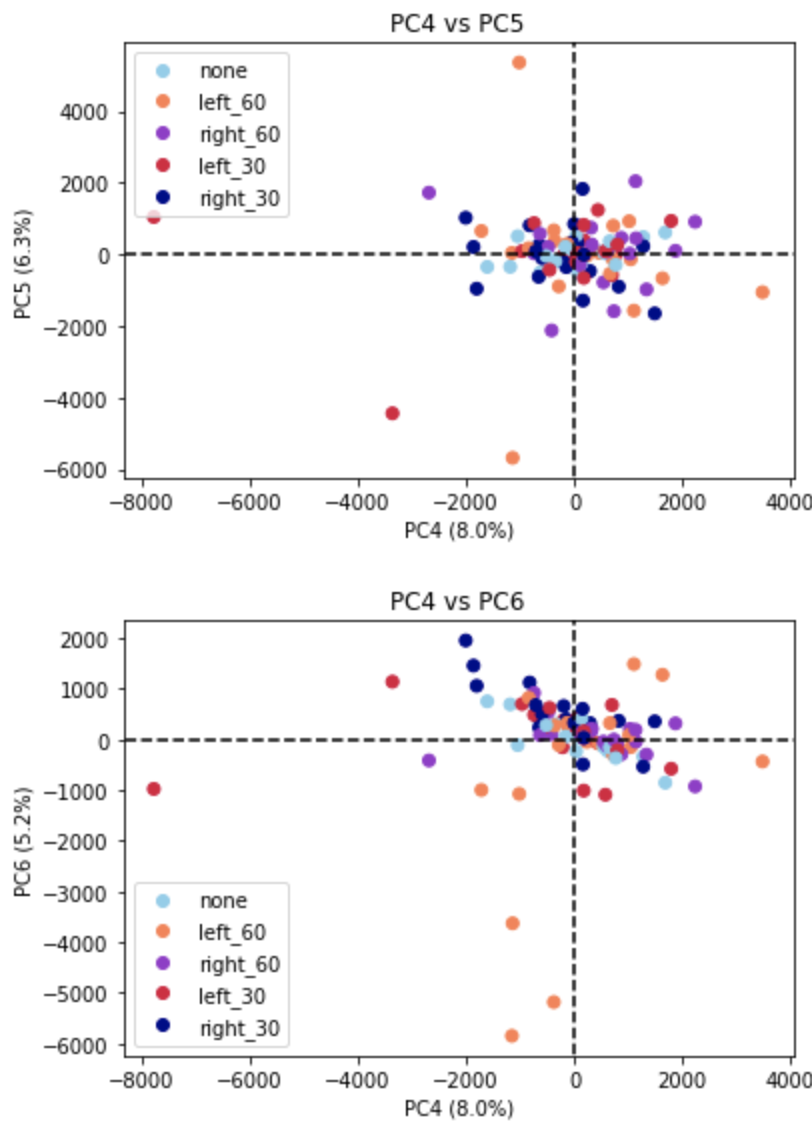 PC4 vs PC5
none
left_60
right_60
left_30
right_30
4000
2000
0
−2000
−4000
−6000
PC5 (6.3%)
−8000 −6000 −4000 −2000 0 2000 4000
PC4 (8.0%)
PC4 vs PC6
2000
1000
0
−1000
−2000
−3000
−4000
−5000
−6000
PC6 (5.2%)
none
left_60
right_60
left_30
right_30
−8000 −6000 −4000 −2000 0 2000 4000
PC4 (8.0%)